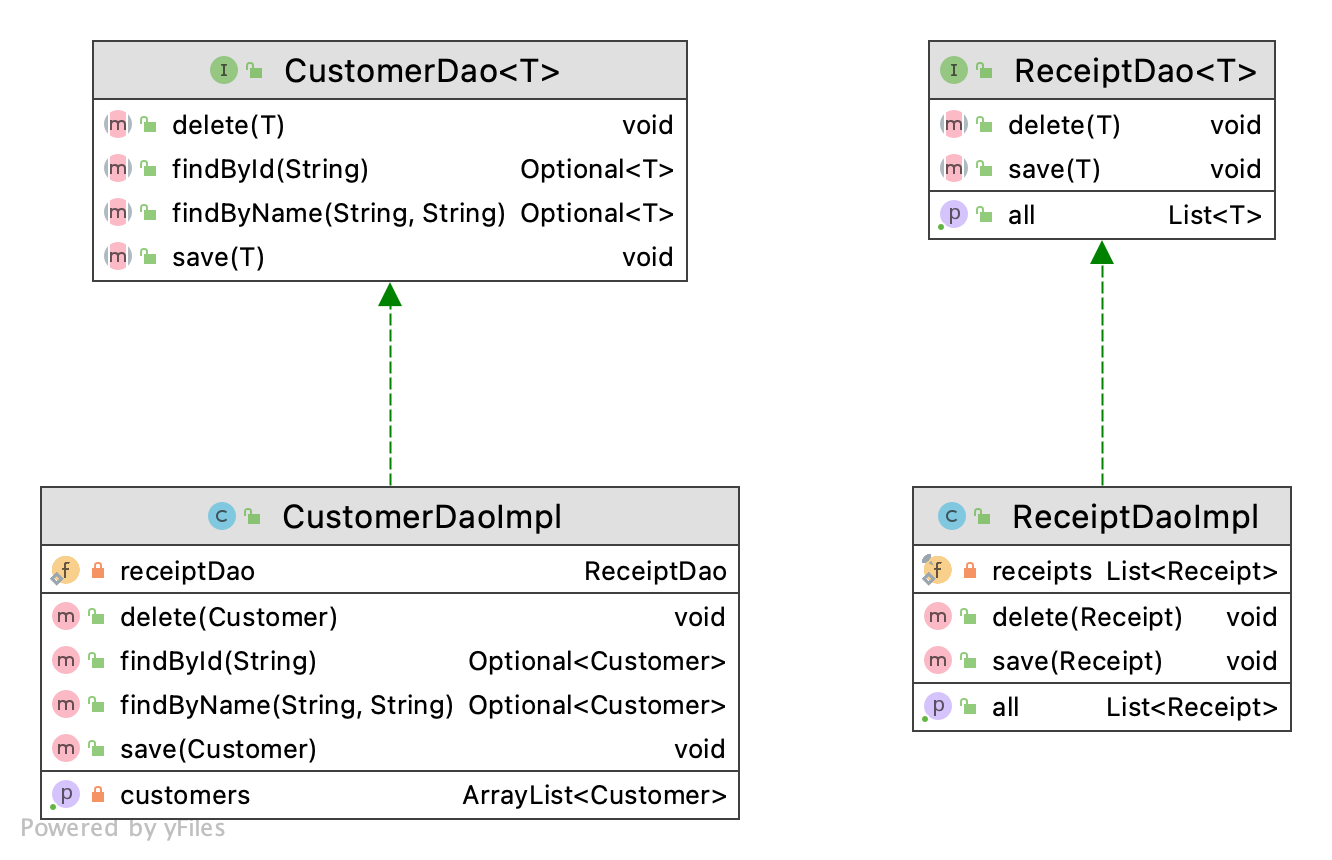 I CustomerDao<T>
m delete(T) void
m findById(String) Optional<T>
m findByName(String, String) Optional<T>
m save(T) void
I ReceiptDao<T>
m delete(T) void
m save(T) void
p all List<T>
C CustomerDaoImpl
f receiptDao ReceiptDao
m delete(Customer) void
m findById(String) Optional<Customer>
m findByName(String, String) Optional<Customer>
m save(Customer) void
p customers ArrayList<Customer>
C ReceiptDaoImpl
f receipts List<Receipt>
m delete(Receipt) void
m save(Receipt) void
p all List<Receipt>
Powered by yFiles